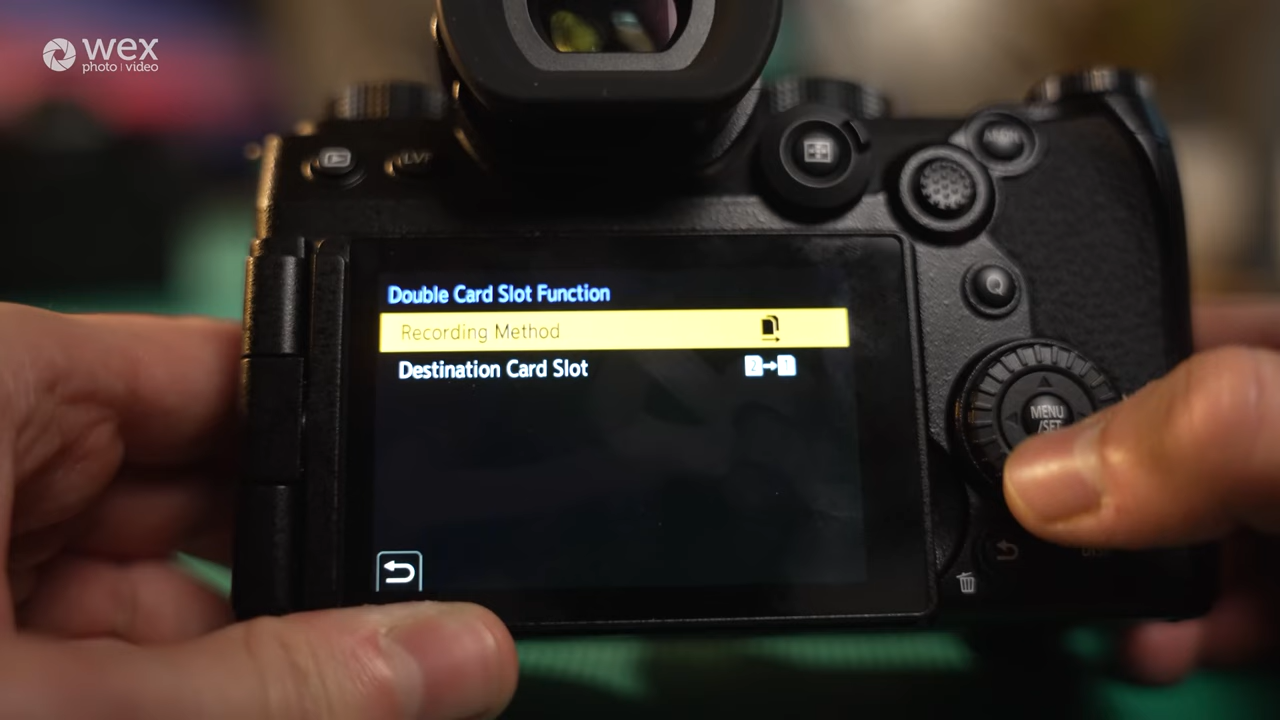 wex
photo | video
LVF
Q
Double Card Slot Function
Recording Method
Destination Card Slot 2→1
MENU
/SET